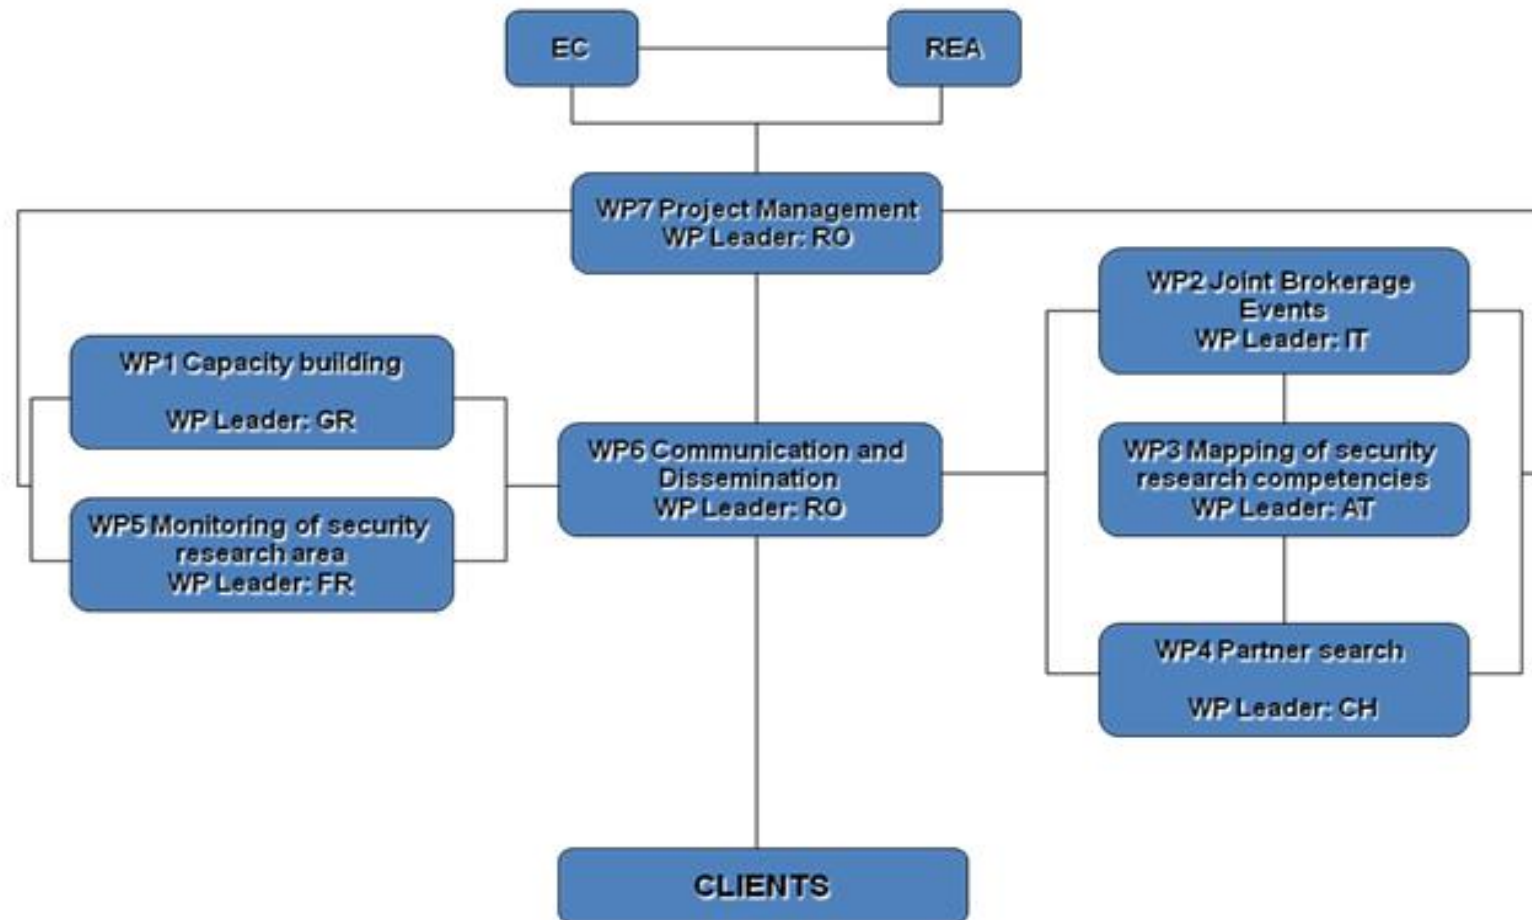 EC
REA
WP7 Project Management
WP Leader: RO
WP2 Joint Brokerage
Events
WP Leader: IT
WP1 Capacity building
WP Leader: GR
WP6 Communication and
Dissemination
WP Leader: RO
WP3 Mapping of security
research competencies
WP Leader: AT
WP5 Monitoring of security
research area
WP Leader: FR
WP4 Partner search
WP Leader: CH
CLIENTS